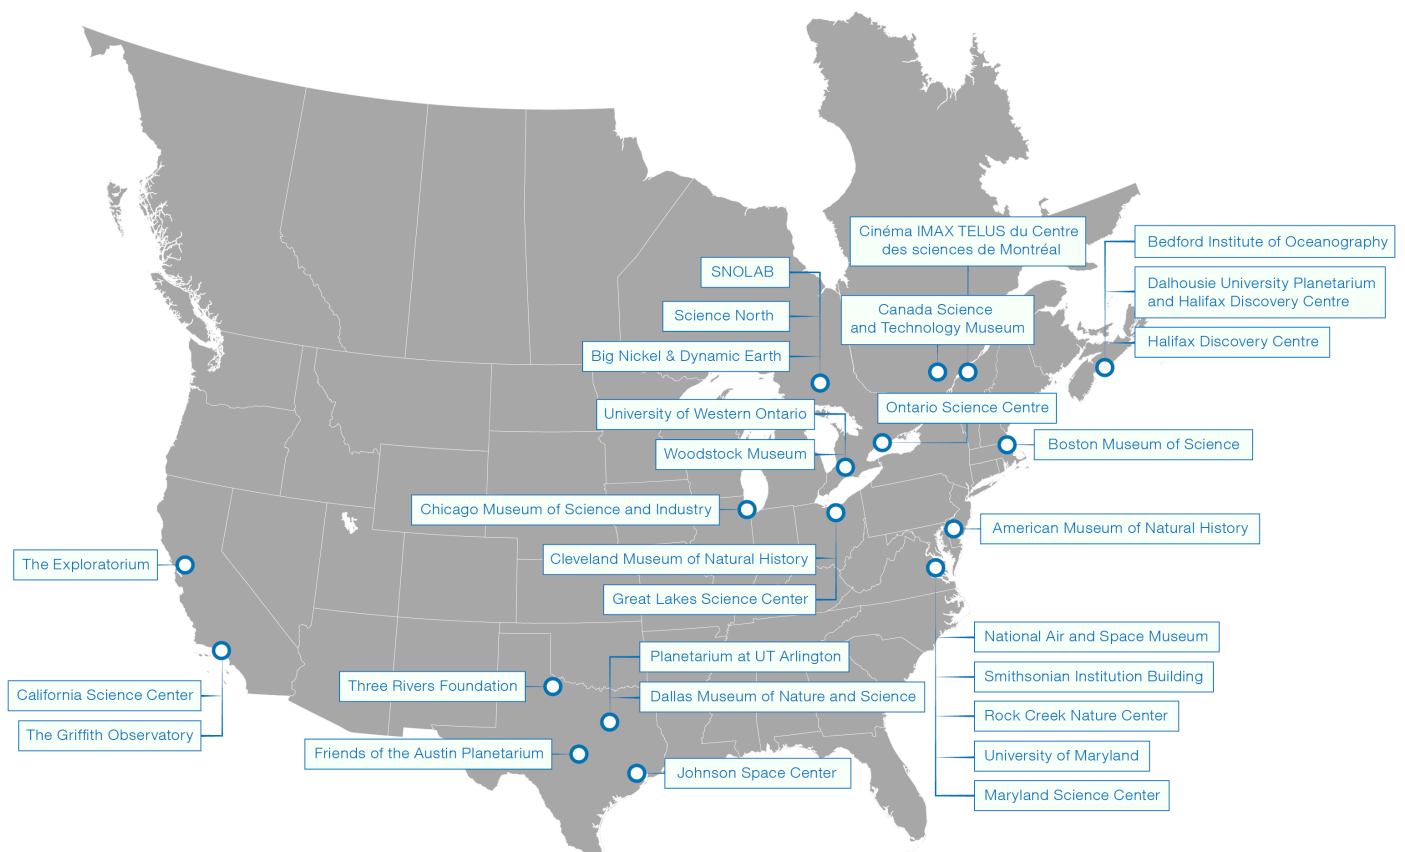 Cinéma IMAX TELUS du Centre
des sciences de Montréal
Bedford Institute of Oceanography
SNOLAB
Dalhousie University Planetarium
and Halifax Discovery Centre
Science North
Canada Science
and Technology Museum
Halifax Discovery Centre
Big Nickel & Dynamic Earth
University of Western Ontario
Ontario Science Centre
Woodstock Museum
Boston Museum of Science
Chicago Museum of Science and Industry
American Museum of Natural History
The Exploratorium
Cleveland Museum of Natural History
Great Lakes Science Center
National Air and Space Museum
Planetarium at UT Arlington
Smithsonian Institution Building
Three Rivers Foundation
California Science Center
Dallas Museum of Nature and Science
Rock Creek Nature Center
The Griffith Observatory
Friends of the Austin Planetarium
University of Maryland
Johnson Space Center
Maryland Science Center